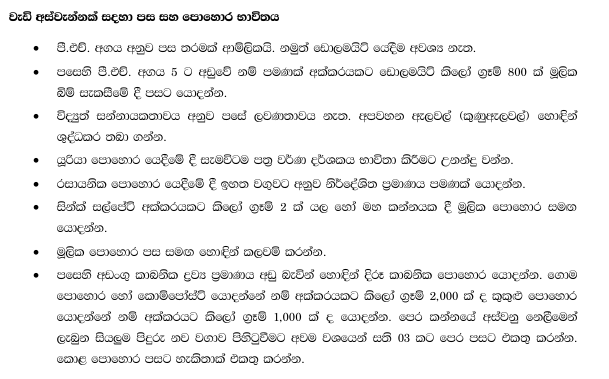 වැඩි අස්වැන්නක් සඳහා පස සහ පොහොර භාවිතය
• පී.එච්. අගය අනුව පස තරමක් ආම්ලිකයි. නමුත් ඩොලමයිට් යෙදීම අවශ්‍ය නැත.
• පසෙහි පී.එච්. අගය 5 ට අඩුවේ නම් පමණක් අක්කරයකට ඩොලමයිට් කිලෝ ග්‍රෑම් 800 ක් මූලික
බිම් සැකසීමේ දී පසට යොදන්න.
• විද්‍යුත් සන්නායකතාවය අනුව පසේ ලවණතාවය නැත. අපවහන ඇලවල් (කුණුඇලවල්) හොඳින්
ශුද්ධකර තබා ගන්න.
• යූරියා පොහොර යෙදීමේ දී සැමවිටම පත්‍ර වර්ණ දර්ශකය භාවිතා කිරීමට උනන්දු වන්න.
• රසායනික පොහොර යෙදීමේ දී ඉහත වගුවට අනුව නිර්දේශිත ප්‍රමාණය පමණක් යොදන්න.
• සින්ක් සල්පේට් අක්කරයකට කිලෝ ග්‍රෑම් 2 ක් යල හෝ මහ කන්නයක දී මූලික පොහොර සමඟ
යොදන්න.
• මූලික පොහොර පස සමඟ හොඳින් කලවම් කරන්න.
• පසෙහි අඩංගු කාබනික ද්‍රව්‍ය ප්‍රමාණය අඩු බැවින් හොඳින් දිරූ කාබනික පොහොර යොදන්න. ගොම
පොහොර හෝ කොම්පෝස්ට් යොදන්නේ නම් අක්කරයකට කිලෝ ග්‍රෑම් 2,000 ක් ද කුකුළු පොහොර
යොදන්නේ නම් අක්කරයට කිලෝ ග්‍රෑම් 1,000 ක් ද යොදන්න. පෙර කන්නයේ අස්වනු නෙලීමෙන්
ලැබුන සියලුම පිදුරු නව වගාව පිහිටුවීමට අවම වශයෙන් සති 03 කට පෙර පසට එකතු කරන්න.
කොළ පොහොර පසට හැකිතාක් එකතු කරන්න.